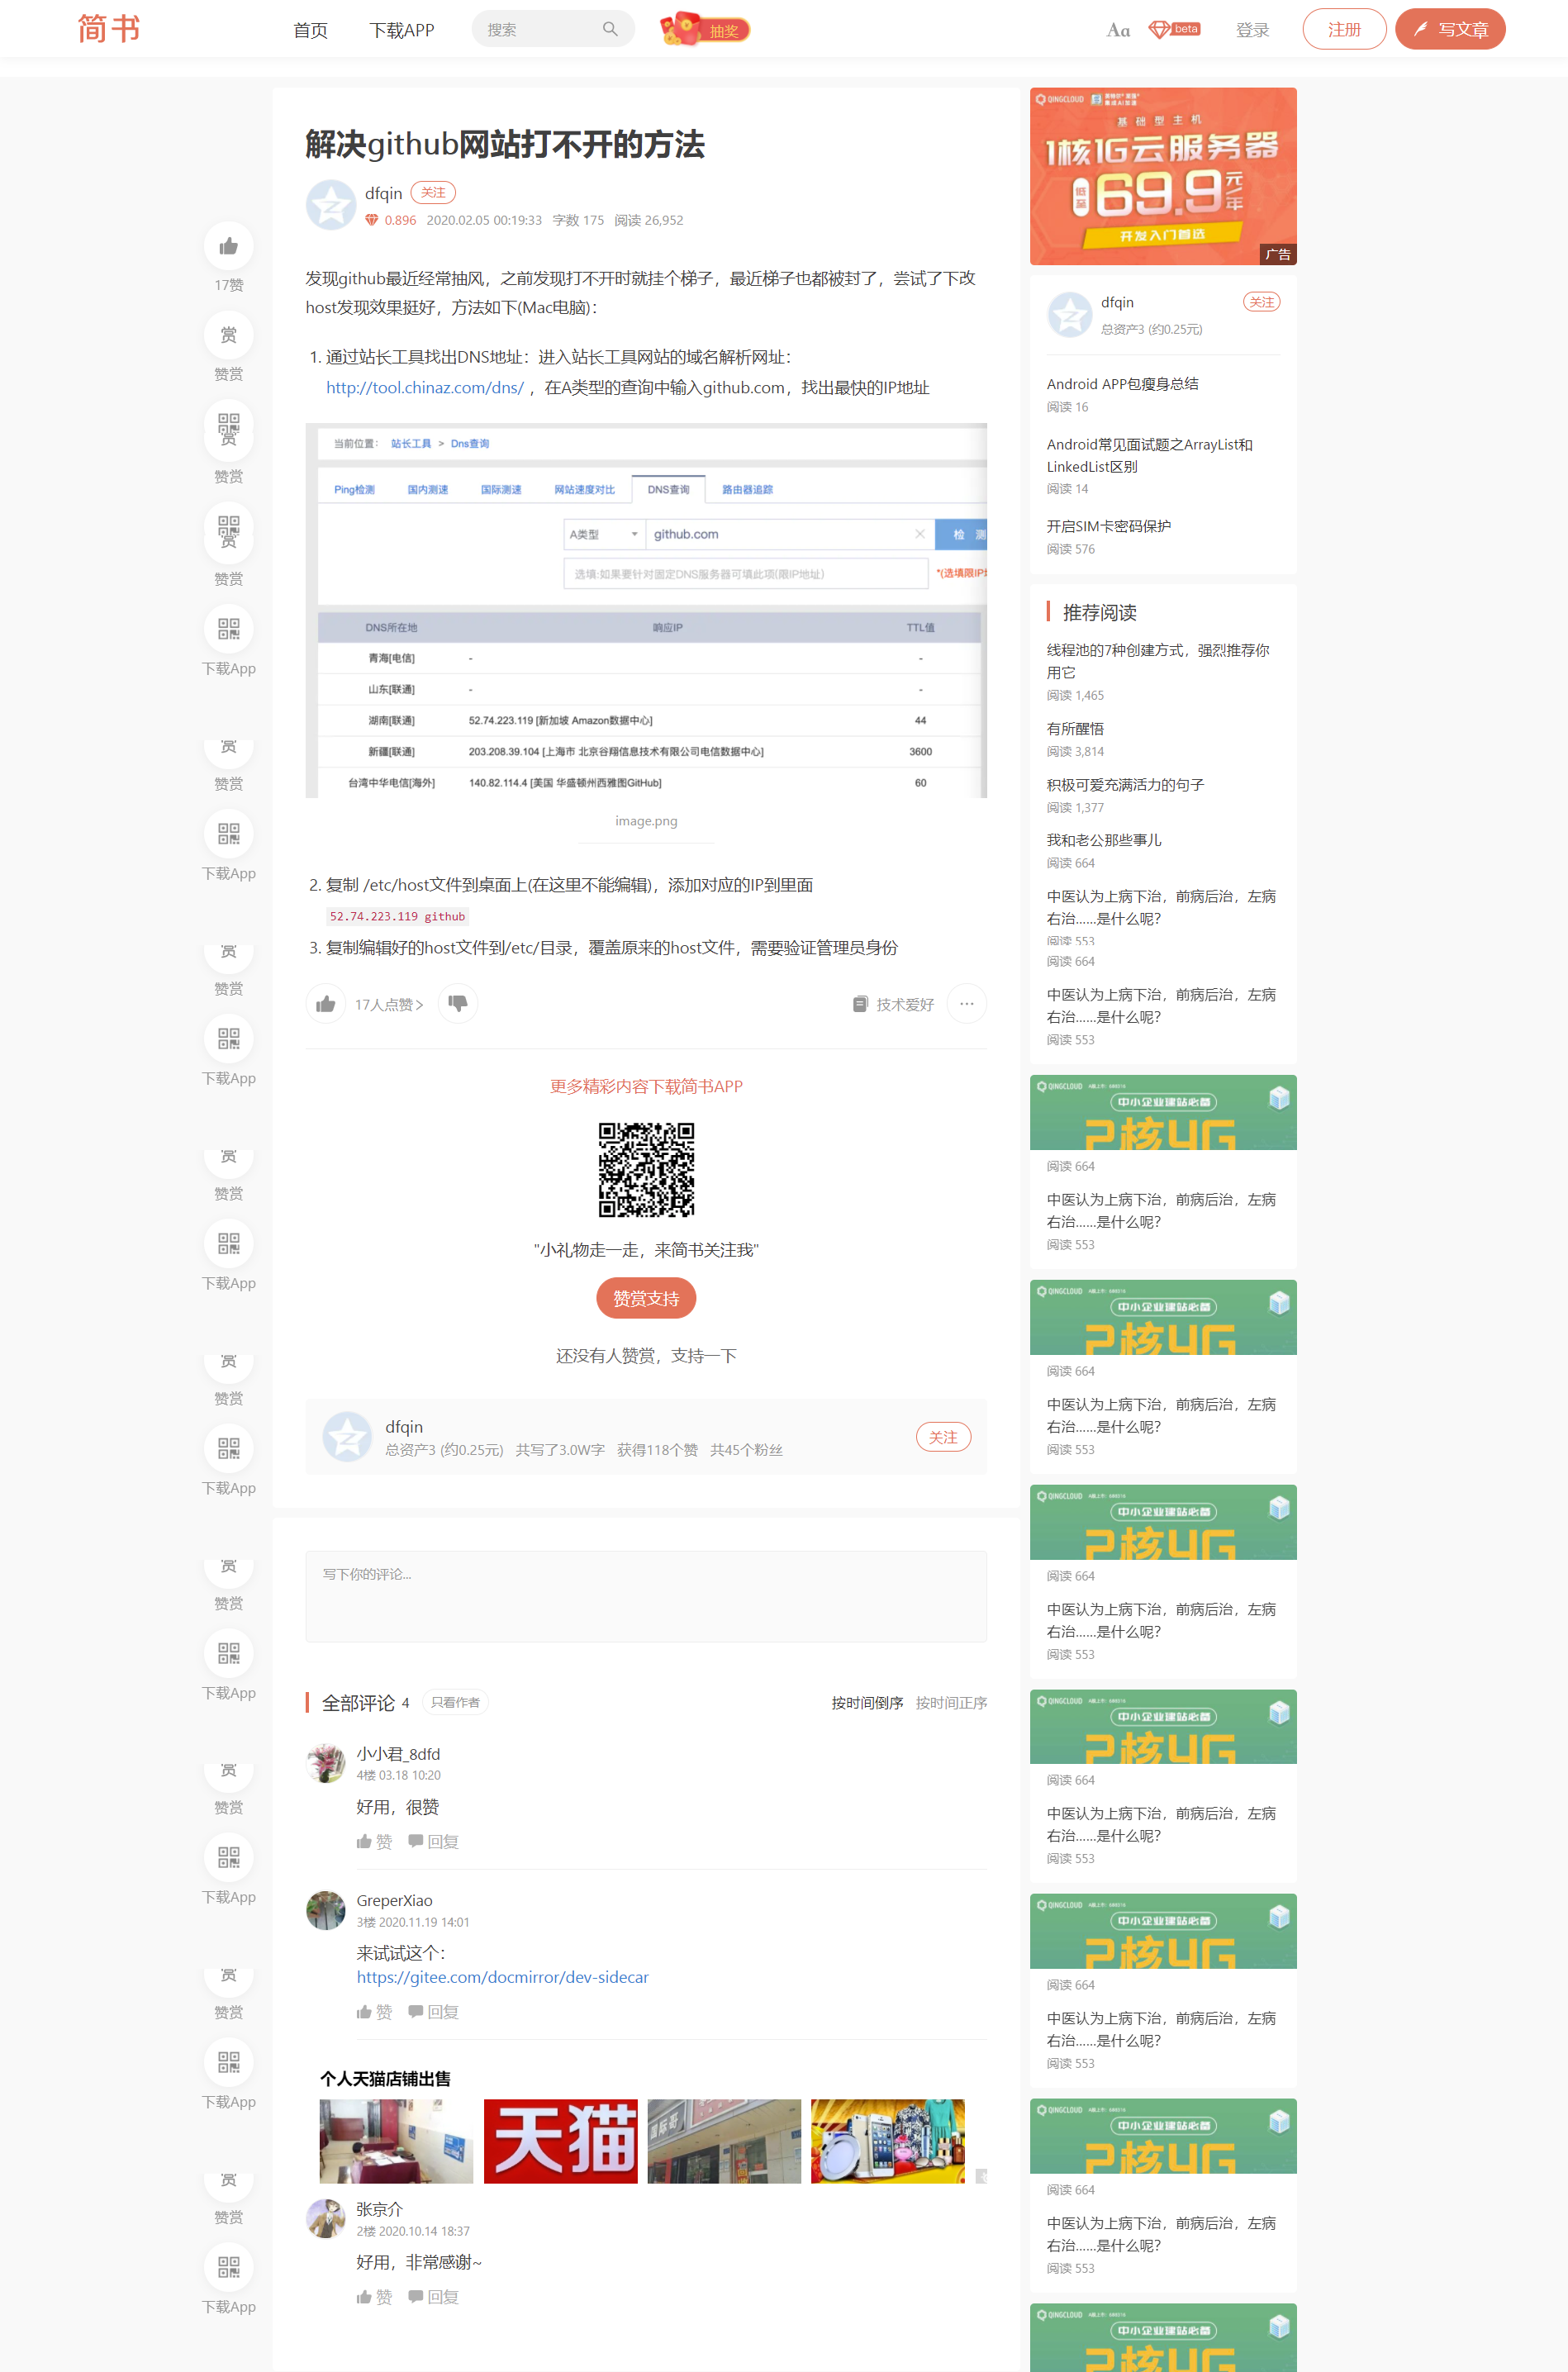 简书
首页
下载APP
搜索
抽奖
Aa
beta
登录
注册
写文章
解决github网站打不开的方法
dfqin 关注
0.896 2020.02.05 00:19:33 字数 175 阅读 26,952
发现github最近经常抽风，之前发现打不开时就挂个梯子，最近梯子也都被封了，尝试了下改
host发现效果挺好，方法如下(Mac电脑)：
1. 通过站长工具找出DNS地址：进入站长工具网站的域名解析网址：
http://tool.chinaz.com/dns/ ，在A类型的查询中输入github.com，找出最快的IP地址
当前位置： 站长工具 > Dns查询
Ping检测 国内测速 国际测速 网站速度对比 DNS查询 路由器追踪
A类型 github.com 检 测
选填:如果要针对固定DNS服务器可填此项(限IP地址) *(选填限IP地
DNS所在地 响应IP TTL值
青海[电信] - -
山东[联通] - -
湖南[联通] 52.74.223.119 [新加坡 Amazon数据中心] 44
新疆[联通] 203.208.39.104 [上海市 北京谷翔信息技术有限公司电信数据中心] 3600
台湾中华电信[海外] 140.82.114.4 [美国 华盛顿州西雅图GitHub] 60
image.png
2. 复制 /etc/host文件到桌面上(在这里不能编辑)，添加对应的IP到里面
52.74.223.119 github
3. 复制编辑好的host文件到/etc/目录，覆盖原来的host文件，需要验证管理员身份
17人点赞>
技术爱好
更多精彩内容下载简书APP
"小礼物走一走，来简书关注我"
赞赏支持
还没有人赞赏，支持一下
dfqin
总资产3 (约0.25元) 共写了3.0W字 获得118个赞 共45个粉丝
关注
写下你的评论...
全部评论 4 只看作者
按时间倒序 按时间正序
小小君_8dfd
4楼 03.18 10:20
好用，很赞
赞 回复
GreperXiao
3楼 2020.11.19 14:01
来试试这个：
https://gitee.com/docmirror/dev-sidecar
赞 回复
个人天猫店铺出售
天猫
张京介
2楼 2020.10.14 18:37
好用，非常感谢~
赞 回复
17赞
赏
赞赏
赏
赞赏
赏
赞赏
下载App
赏
赞赏
下载App
赏
赞赏
下载App
赏
赞赏
下载App
赏
赞赏
下载App
赏
赞赏
下载App
赏
赞赏
下载App
赏
赞赏
下载App
赏
赞赏
下载App
QINGCLOUD
基础型主机
1核1G云服务器
低至 69.9 元/年
开发入门首选
广告
dfqin 关注
总资产3 (约0.25元)
Android APP包瘦身总结
阅读 16
Android常见面试题之ArrayList和
LinkedList区别
阅读 14
开启SIM卡密码保护
阅读 576
推荐阅读
线程池的7种创建方式，强烈推荐你
用它
阅读 1,465
有所醒悟
阅读 3,814
积极可爱充满活力的句子
阅读 1,377
我和老公那些事儿
阅读 664
中医认为上病下治，前病后治，左病
右治......是什么呢?
阅读 553
阅读 664
中医认为上病下治，前病后治，左病
右治......是什么呢?
阅读 553
QINGCLOUD
中小企业建站必备
2核4G
阅读 664
中医认为上病下治，前病后治，左病
右治......是什么呢?
阅读 553
QINGCLOUD
中小企业建站必备
2核4G
阅读 664
中医认为上病下治，前病后治，左病
右治......是什么呢?
阅读 553
QINGCLOUD
中小企业建站必备
2核4G
阅读 664
中医认为上病下治，前病后治，左病
右治......是什么呢?
阅读 553
QINGCLOUD
中小企业建站必备
2核4G
阅读 664
中医认为上病下治，前病后治，左病
右治......是什么呢?
阅读 553
QINGCLOUD
中小企业建站必备
2核4G
阅读 664
中医认为上病下治，前病后治，左病
右治......是什么呢?
阅读 553
QINGCLOUD
中小企业建站必备
2核4G
阅读 664
中医认为上病下治，前病后治，左病
右治......是什么呢?
阅读 553
QINGCLOUD
中小企业建站必备
2核4G